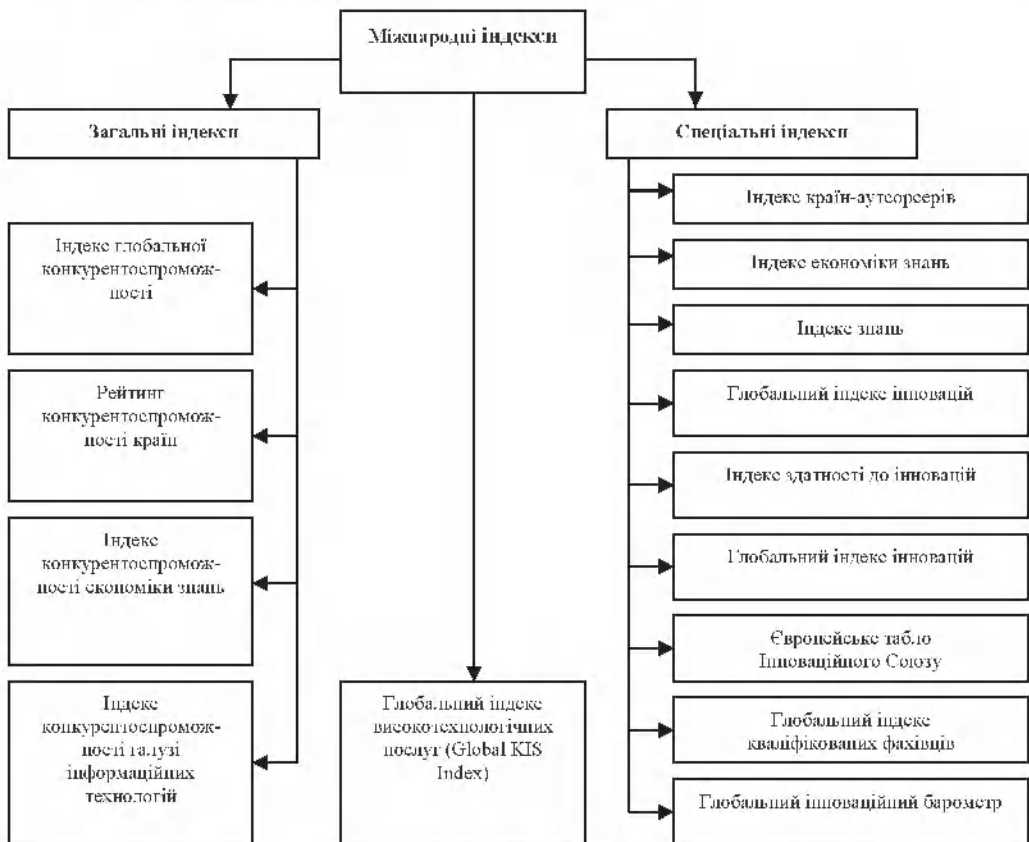 Міжнародні індекси
Загальні індекси
Спеціальні індекси
Індекс глобальної
конкурентоспромож-
ності
Рейтинг
конкурентоспромож-
ності країн
Індекс
конкурентоспромож-
ності економіки знань
Індекс
конкурентоспромож-
ності галузі
інформаційних
технологій
Глобальний індекс
високотехнологічних
послуг (Global KIS
Index)
Індекс країн-аутсорсерів
Індекс економіки знань
Індекс знань
Глобальний індекс інновацій
Індекс здатності до інновацій
Глобальний індекс інновацій
Європейське табло
Інноваційного Союзу
Глобальний індекс
кваліфікованих фахівців
Глобальний інноваційний барометр